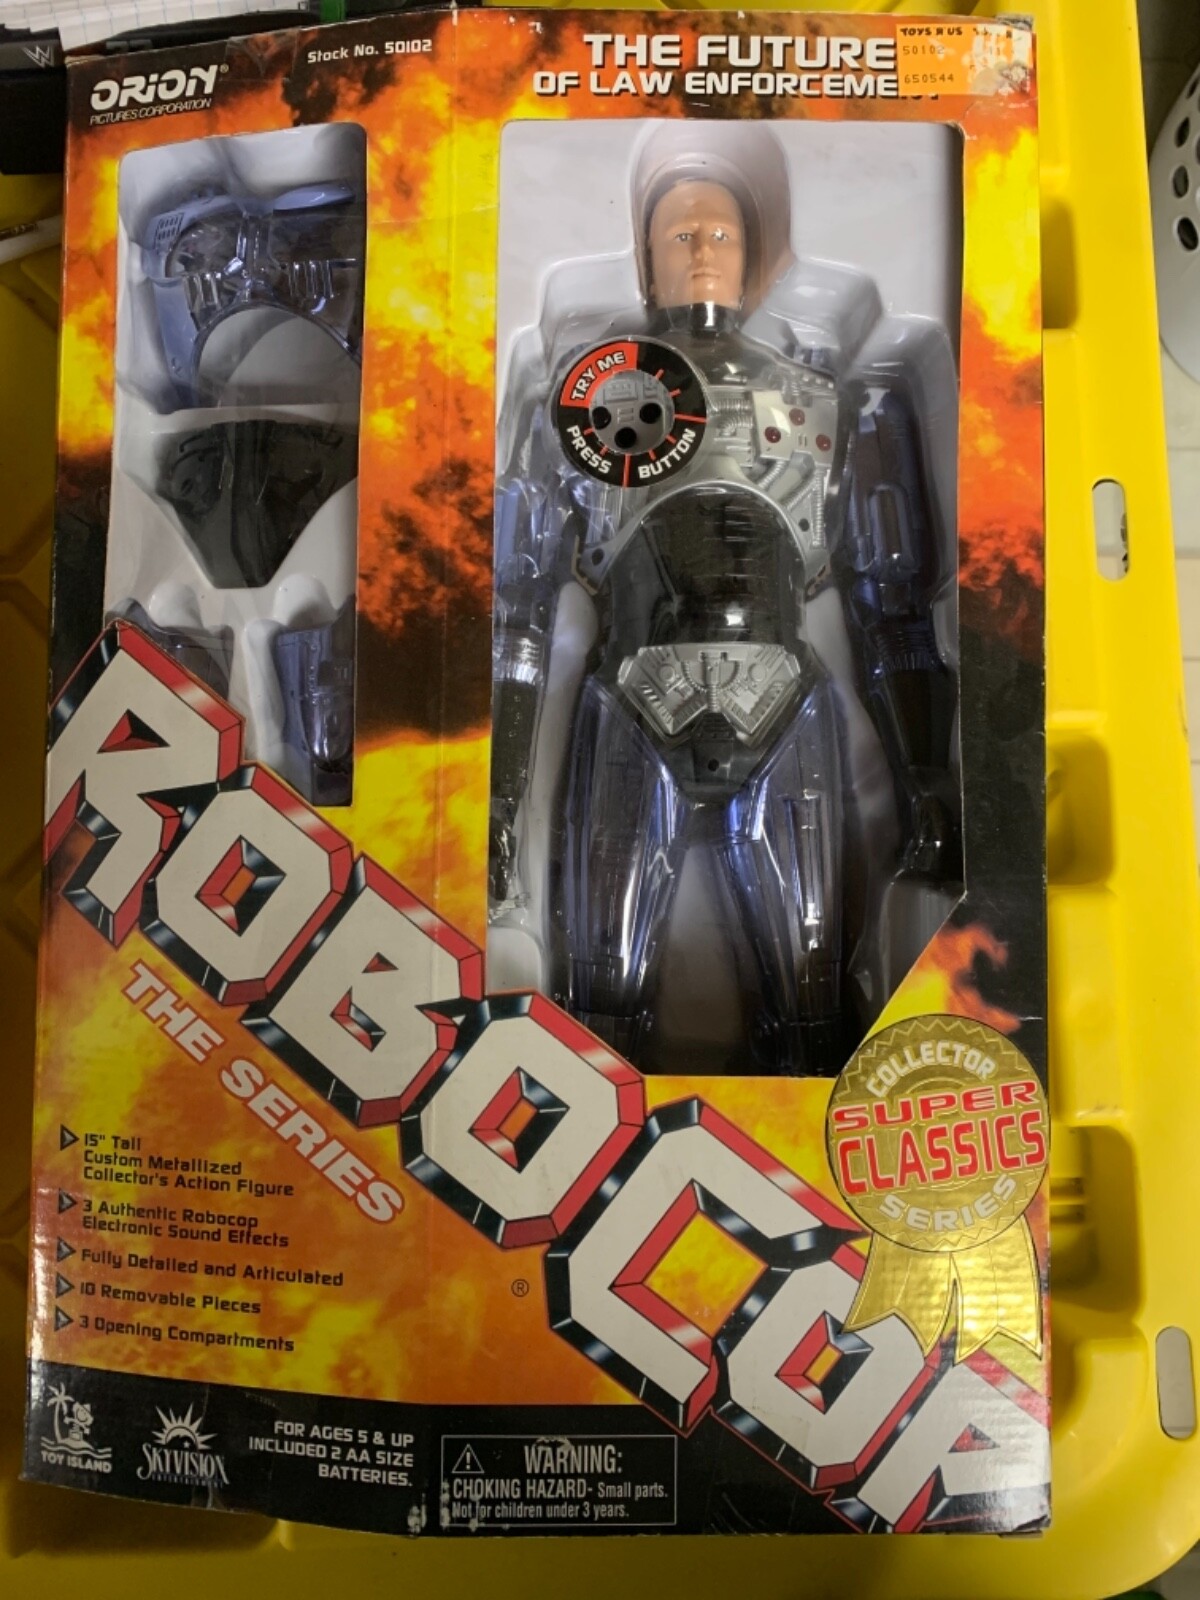 ORION®
PICTURES CORPORATION
Stock No. 50102
THE FUTURE
OF LAW ENFORCEME
TOYS R US
50102
650544
TRY ME
PRESS BUTTON
ROBOCOP
®
THE SERIES
15" Tall
Custom Metallized
Collector's Action Figure
3 Authentic Robocop
Electronic Sound Effects
Fully Detailed and Articulated
10 Removable Pieces
3 Opening Compartments
COLLECTOR
SUPER
CLASSICS
SERIES
TOY ISLAND
SKYVISION
ENTERTAINMENT
FOR AGES 5 & UP
INCLUDED 2 AA SIZE
BATTERIES.
WARNING:
CHOKING HAZARD- Small parts.
Not for children under 3 years.
W